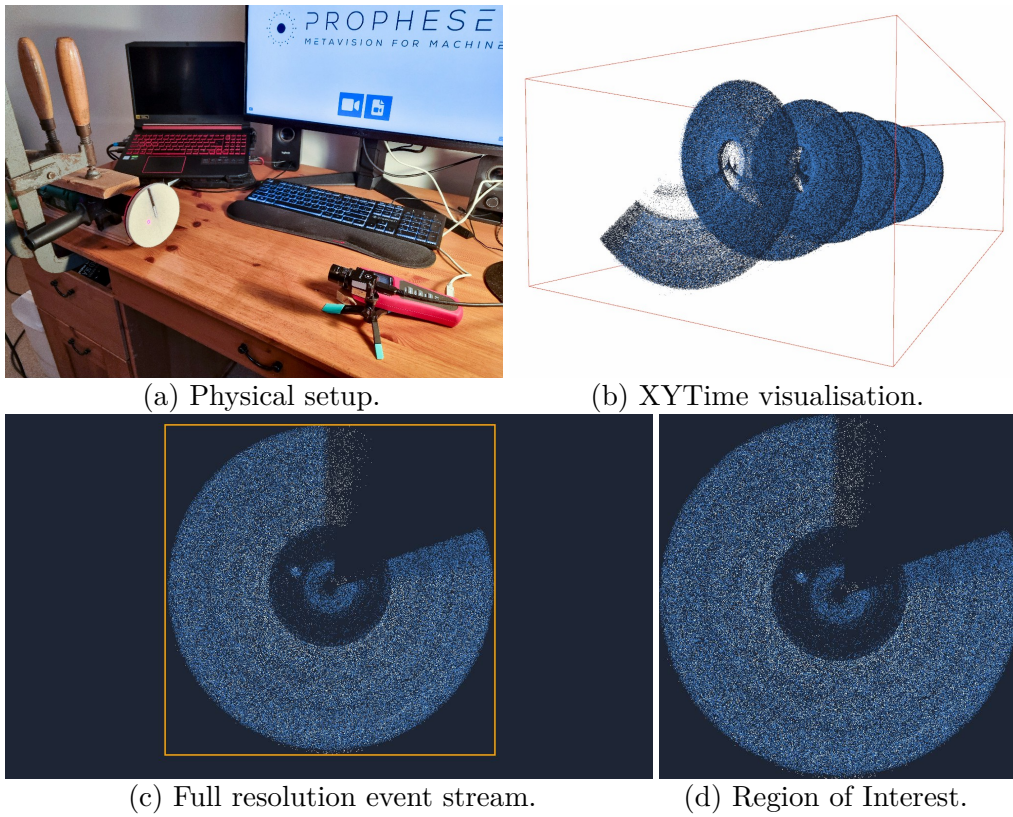 PROPHESE
METAVISION FOR MACHINE
(a) Physical setup.
(b) XYTime visualisation.
(c) Full resolution event stream.
(d) Region of Interest.